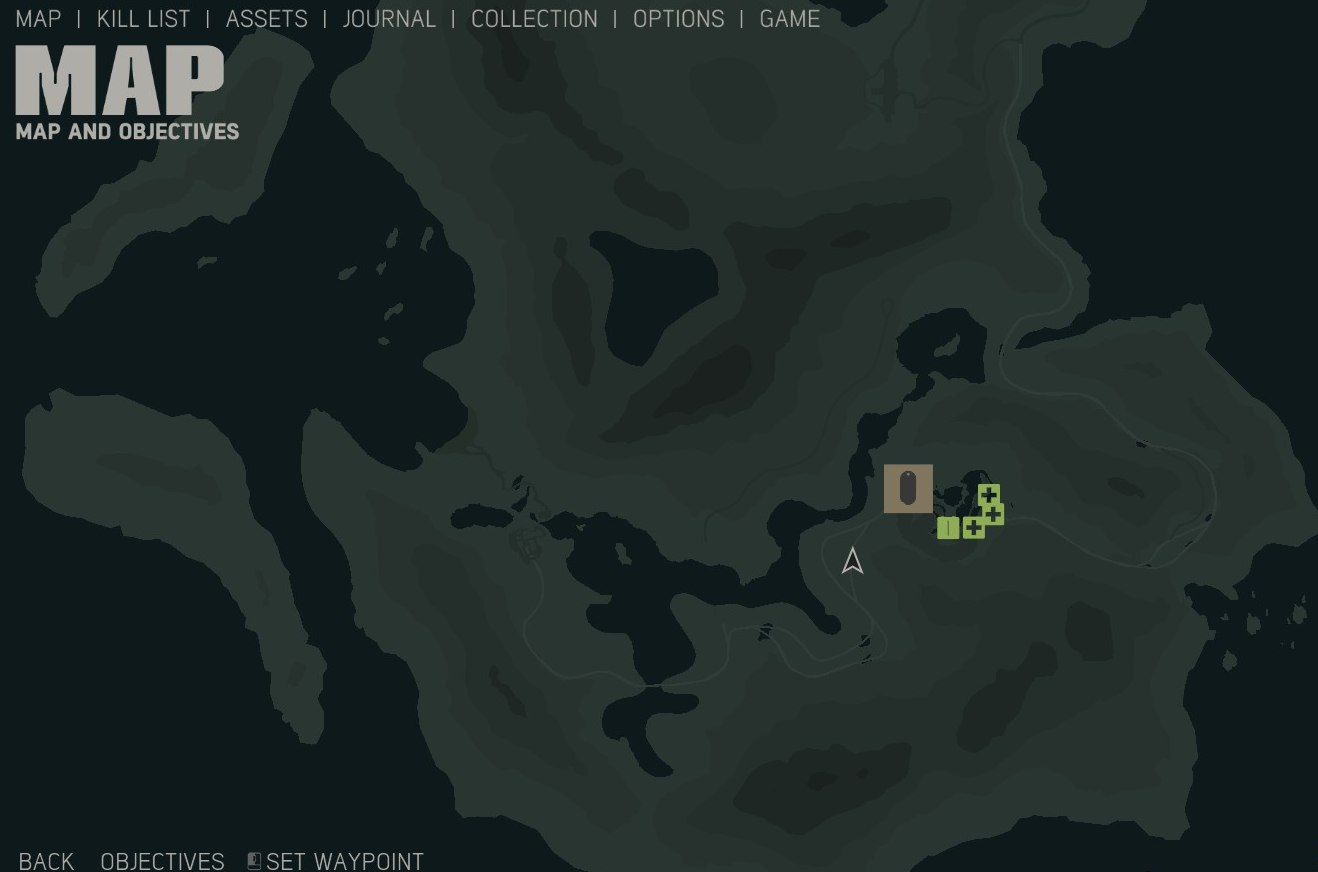 MAP | KILL LIST | ASSETS | JOURNAL | COLLECTION | OPTIONS | GAME
MAP
MAP AND OBJECTIVES
BACK OBJECTIVES SET WAYPOINT